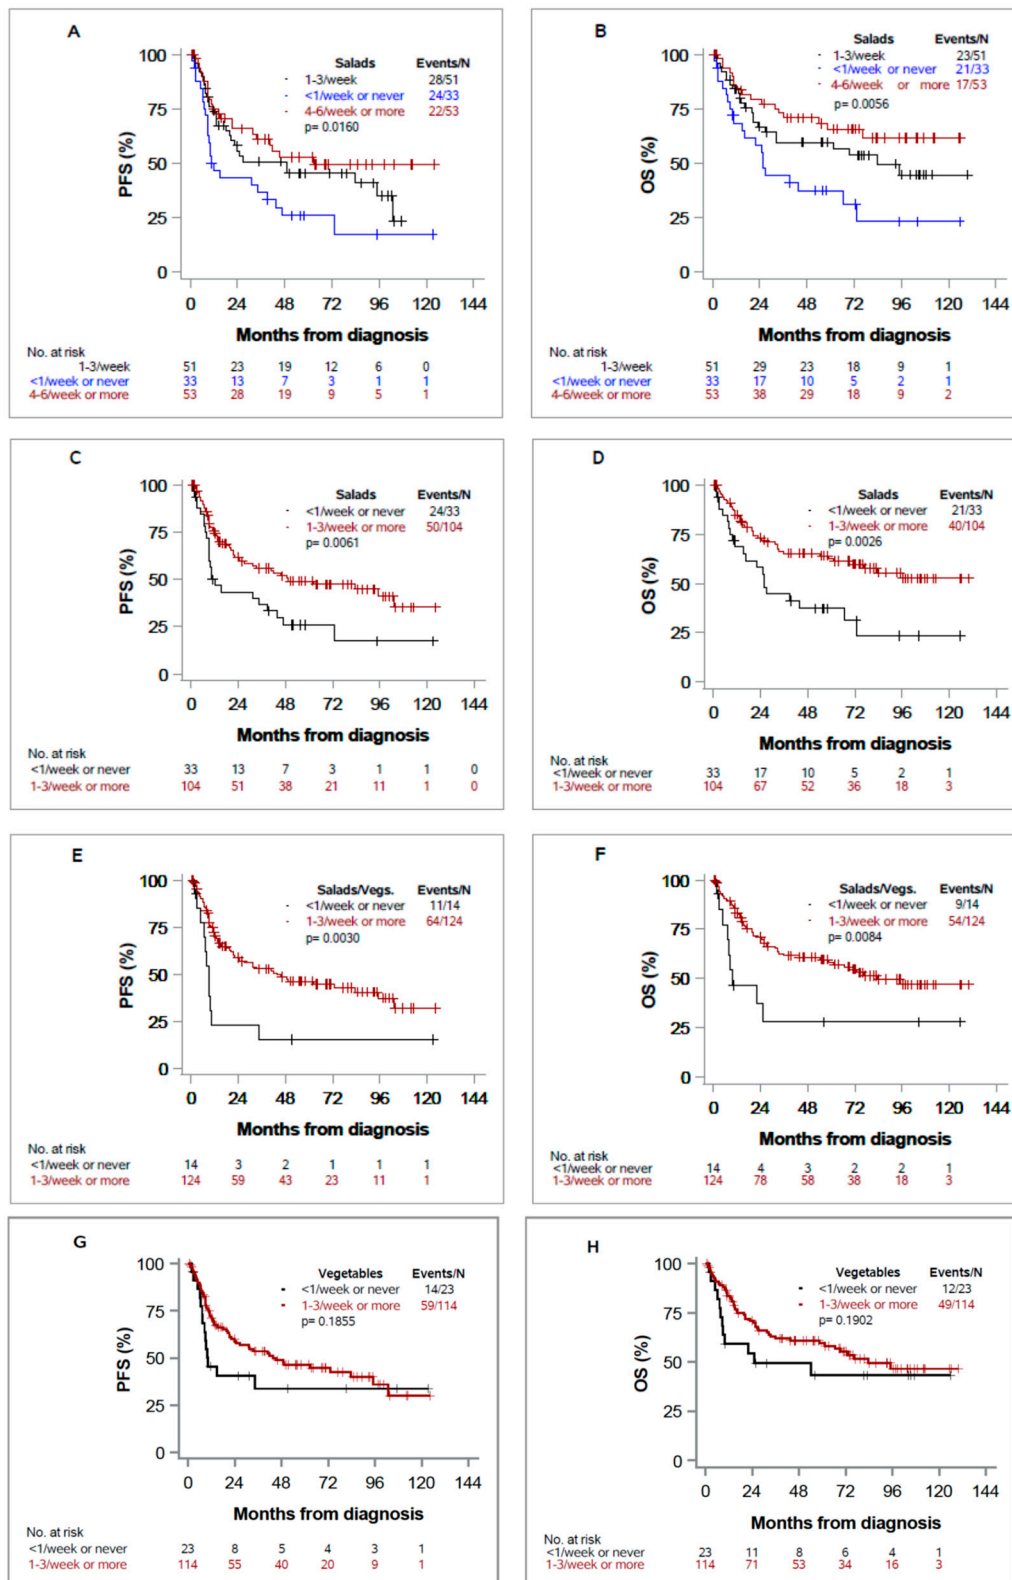 A
Salads Events/N
1-3/week 28/51
<1/week or never 24/33
4-6/week or more 22/53
p= 0.0160
100
75
50
25
0
PFS (%)
0 24 48 72 96 120 144
Months from diagnosis
No. at risk
1-3/week 51 23 19 12 6 0
<1/week or never 33 13 7 3 1 1
4-6/week or more 53 28 19 9 5 1
B
Salads Events/N
1-3/week 23/51
<1/week or never 21/33
4-6/week or more 17/53
p= 0.0056
100
75
50
25
0
OS (%)
0 24 48 72 96 120 144
Months from diagnosis
No. at risk
1-3/week 51 29 23 18 9 1
<1/week or never 33 17 10 5 2 1
4-6/week or more 53 38 29 18 9 2
C
Salads Events/N
<1/week or never 24/33
1-3/week or more 50/104
p= 0.0061
100
75
50
25
0
PFS (%)
0 24 48 72 96 120 144
Months from diagnosis
No. at risk
<1/week or never 33 13 7 3 1 1 0
1-3/week or more 104 51 38 21 11 1 0
D
Salads Events/N
<1/week or never 21/33
1-3/week or more 40/104
p= 0.0026
100
75
50
25
0
OS (%)
0 24 48 72 96 120 144
Months from diagnosis
No. at risk
<1/week or never 33 17 10 5 2 1
1-3/week or more 104 67 52 36 18 3
E
Salads/Vegs. Events/N
<1/week or never 11/14
1-3/week or more 64/124
p= 0.0030
100
75
50
25
0
PFS (%)
0 24 48 72 96 120 144
Months from diagnosis
No. at risk
<1/week or never 14 3 2 1 1 1
1-3/week or more 124 59 43 23 11 1
F
Salads/Vegs. Events/N
<1/week or never 9/14
1-3/week or more 54/124
p= 0.0084
100
75
50
25
0
OS (%)
0 24 48 72 96 120 144
Months from diagnosis
No. at risk
<1/week or never 14 4 3 2 2 1
1-3/week or more 124 78 58 38 18 3
G
Vegetables Events/N
<1/week or never 14/23
1-3/week or more 59/114
p= 0.1855
100
75
50
25
0
PFS (%)
0 24 48 72 96 120 144
Months from diagnosis
No. at risk
<1/week or never 23 8 5 4 3 1
1-3/week or more 114 55 40 20 9 1
H
Vegetables Events/N
<1/week or never 12/23
1-3/week or more 49/114
p= 0.1902
100
75
50
25
0
OS (%)
0 24 48 72 96 120 144
Months from diagnosis
No. at risk
<1/week or never 23 11 8 6 4 1
1-3/week or more 114 71 53 34 16 3